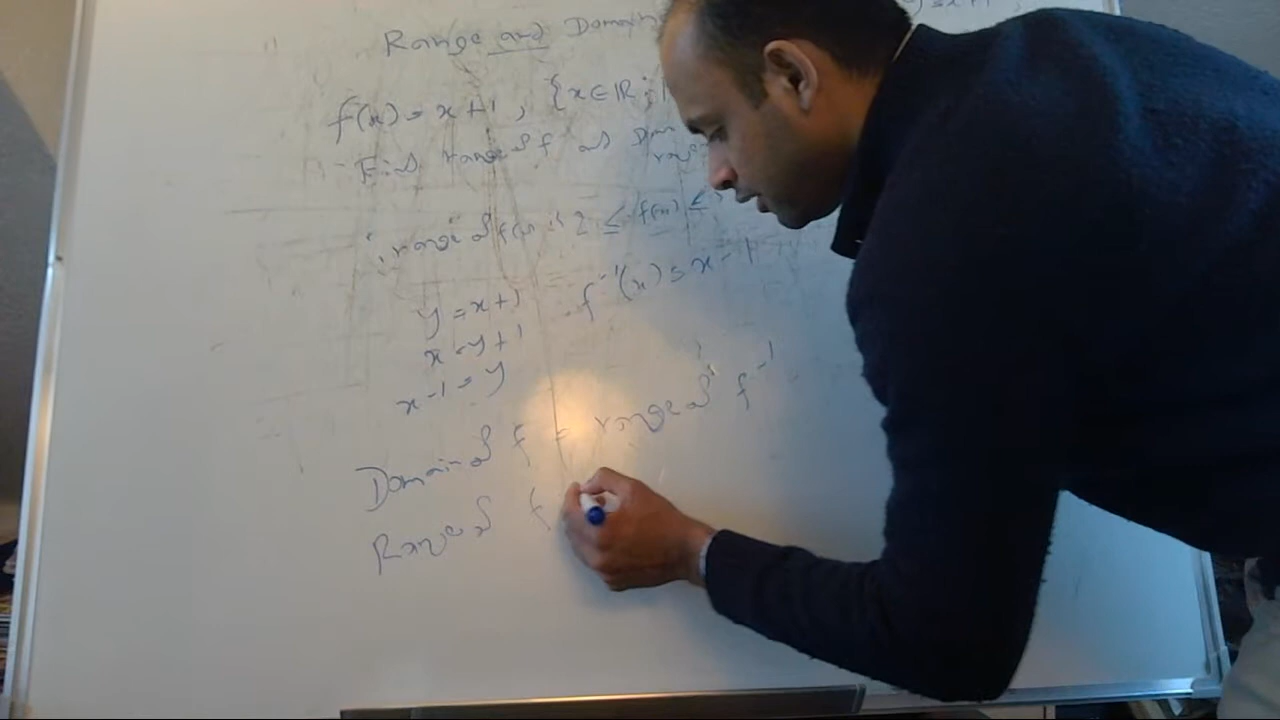 Range and Domain
f(x) = x+1 , {x∈ℝ ;
Find range of f
range of f(x) is 2 ≤ f(x) ≤
y = x+1 f⁻¹(x) = x-1
x = y+1
x-1 = y
Domain of f = range of f⁻¹
Range of f